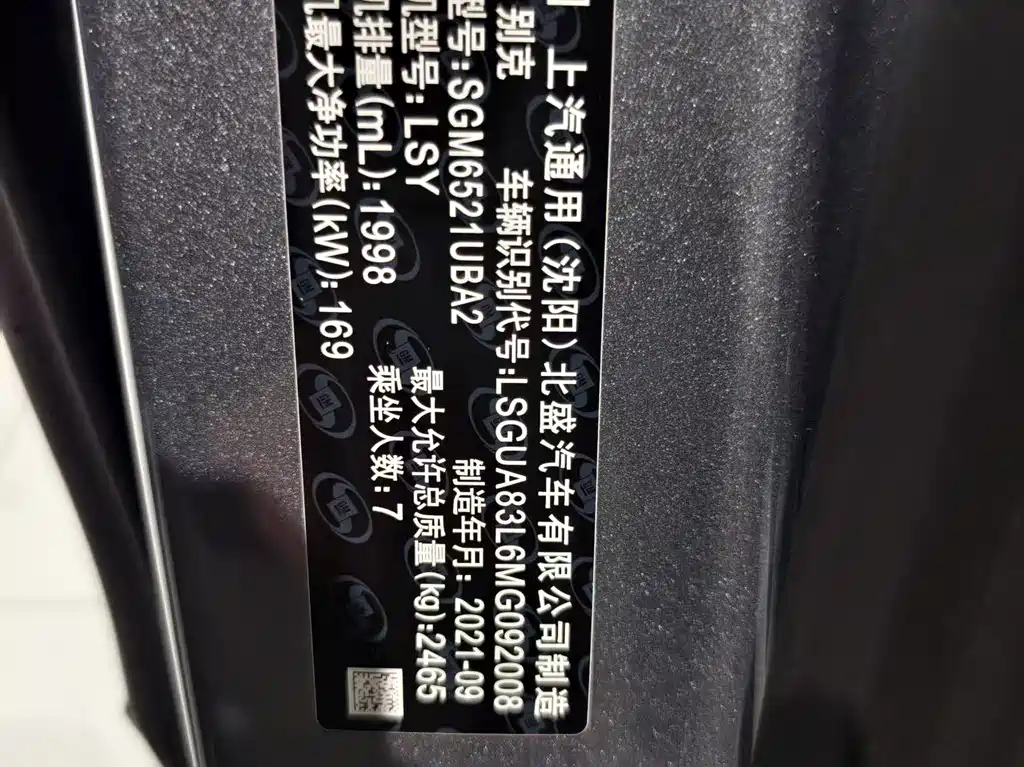 上汽通用(沈阳)北盛汽车有限公司制造
别克 车辆识别代号:LSGUA83L6MG092008
型号:SGM6521UBA2 制造年月: 2021-09
机型号:LSY 最大允许总质量(kg):2465
机排量(mL):1998 乘坐人数: 7
机最大净功率(kW): 169